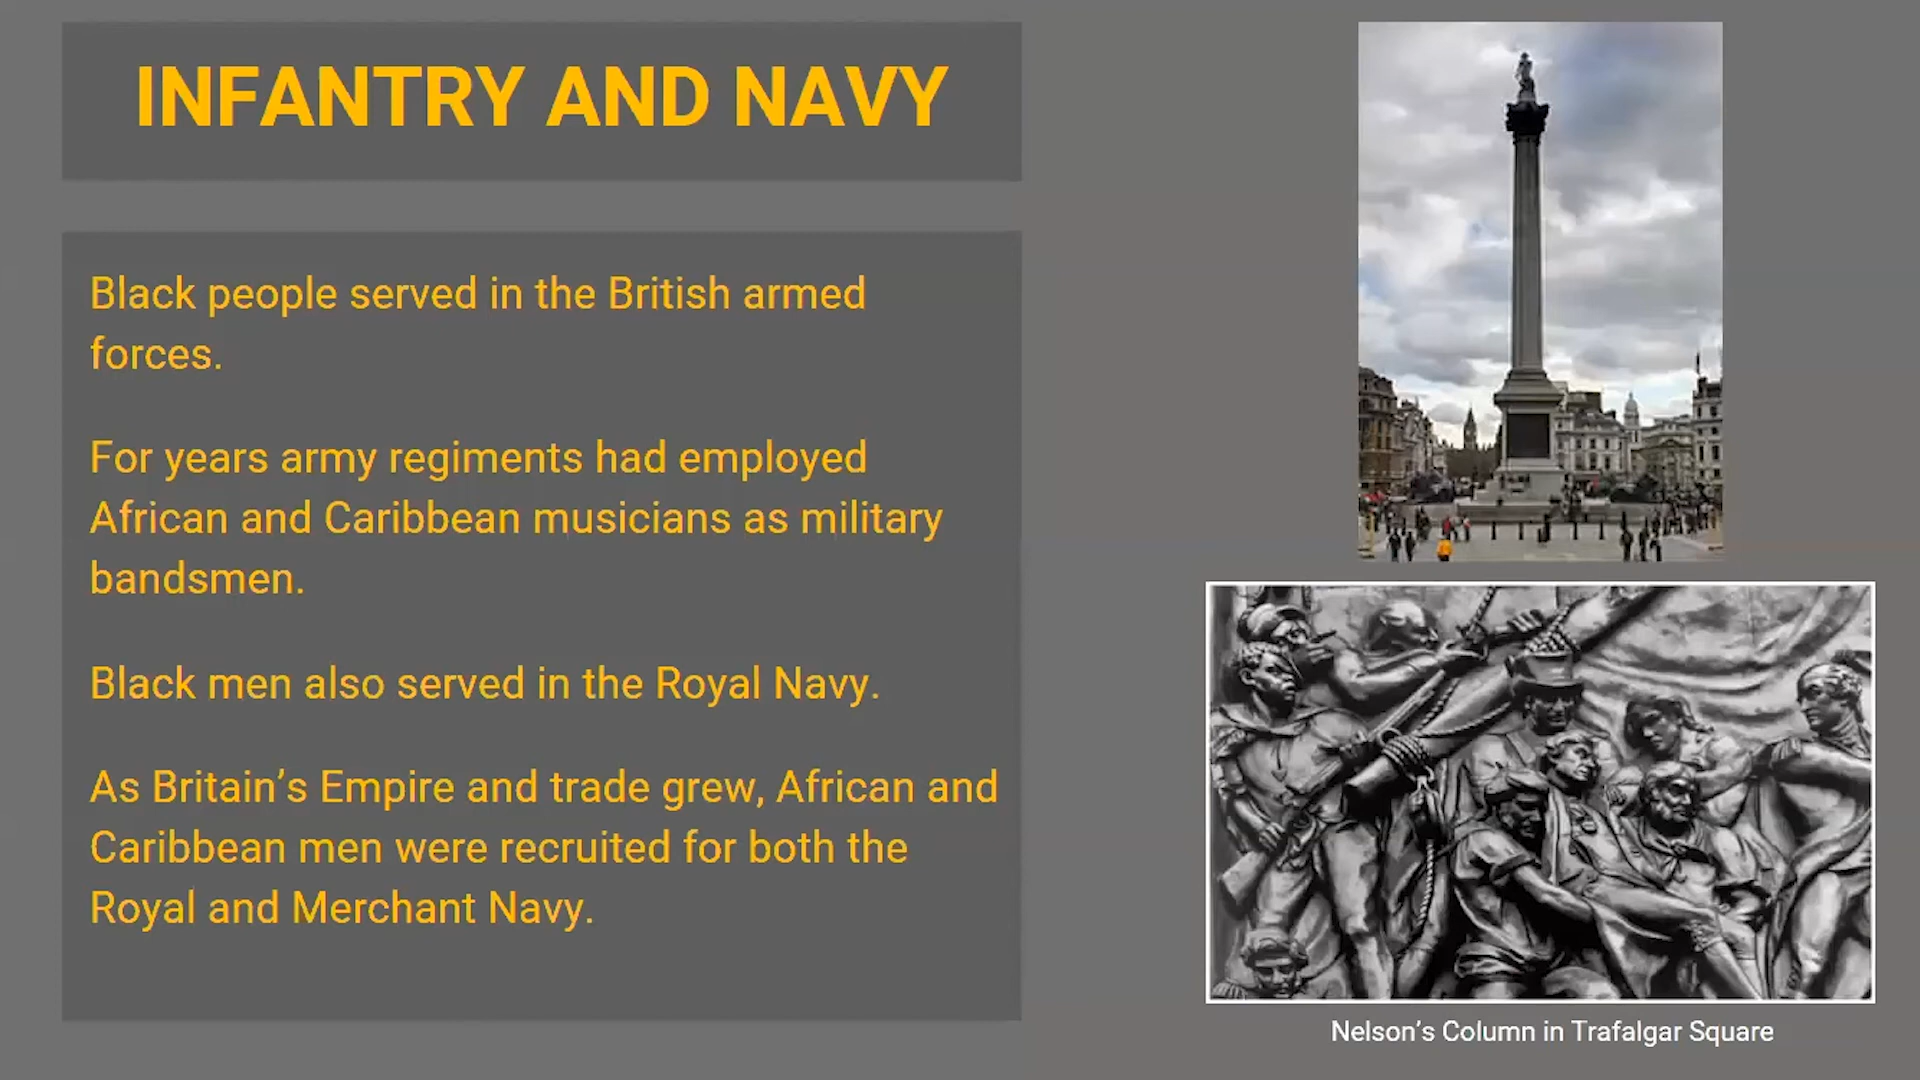 INFANTRY AND NAVY
Black people served in the British armed
forces.
For years army regiments had employed
African and Caribbean musicians as military
bandsmen.
Black men also served in the Royal Navy.
As Britain’s Empire and trade grew, African and
Caribbean men were recruited for both the
Royal and Merchant Navy.
Nelson’s Column in Trafalgar Square